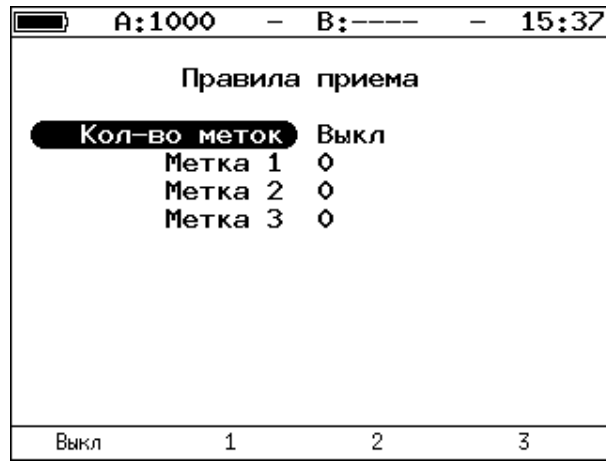 A:1000 – B:---- – 15:37
Правила приема
Кол-во меток Выкл
Метка 1 0
Метка 2 0
Метка 3 0
Выкл 1 2 3